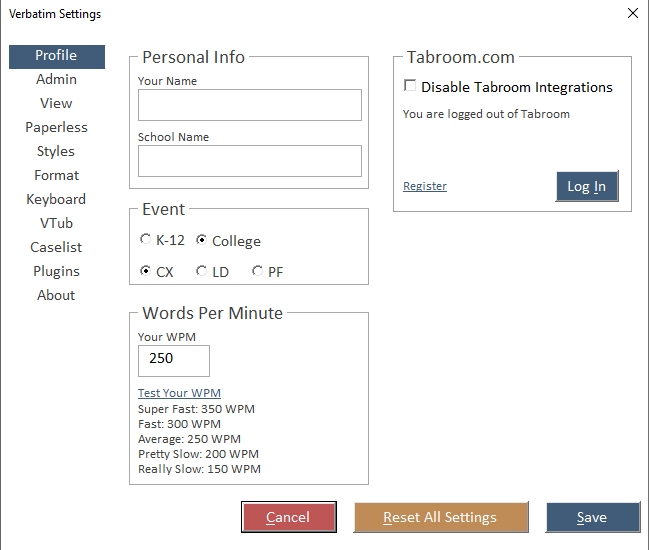 Verbatim Settings
Profile
Admin
View
Paperless
Styles
Format
Keyboard
VTub
Caselist
Plugins
About
Personal Info
Your Name
School Name
Event
K-12 College
CX LD PF
Words Per Minute
Your WPM
250
Test Your WPM
Super Fast: 350 WPM
Fast: 300 WPM
Average: 250 WPM
Pretty Slow: 200 WPM
Really Slow: 150 WPM
Tabroom.com
Disable Tabroom Integrations
You are logged out of Tabroom
Register Log In
Cancel Reset All Settings Save